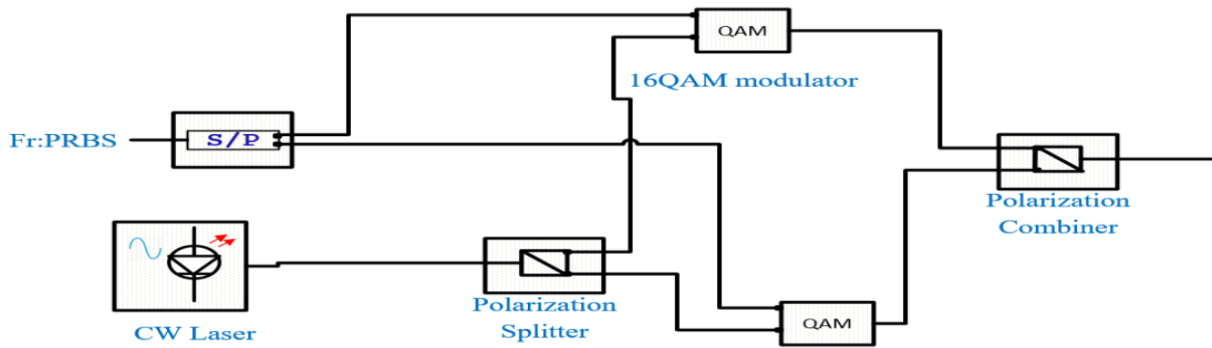 QAM
16QAM modulator
Fr:PRBS
S/P
Polarization
Combiner
Polarization
Splitter
CW Laser
QAM